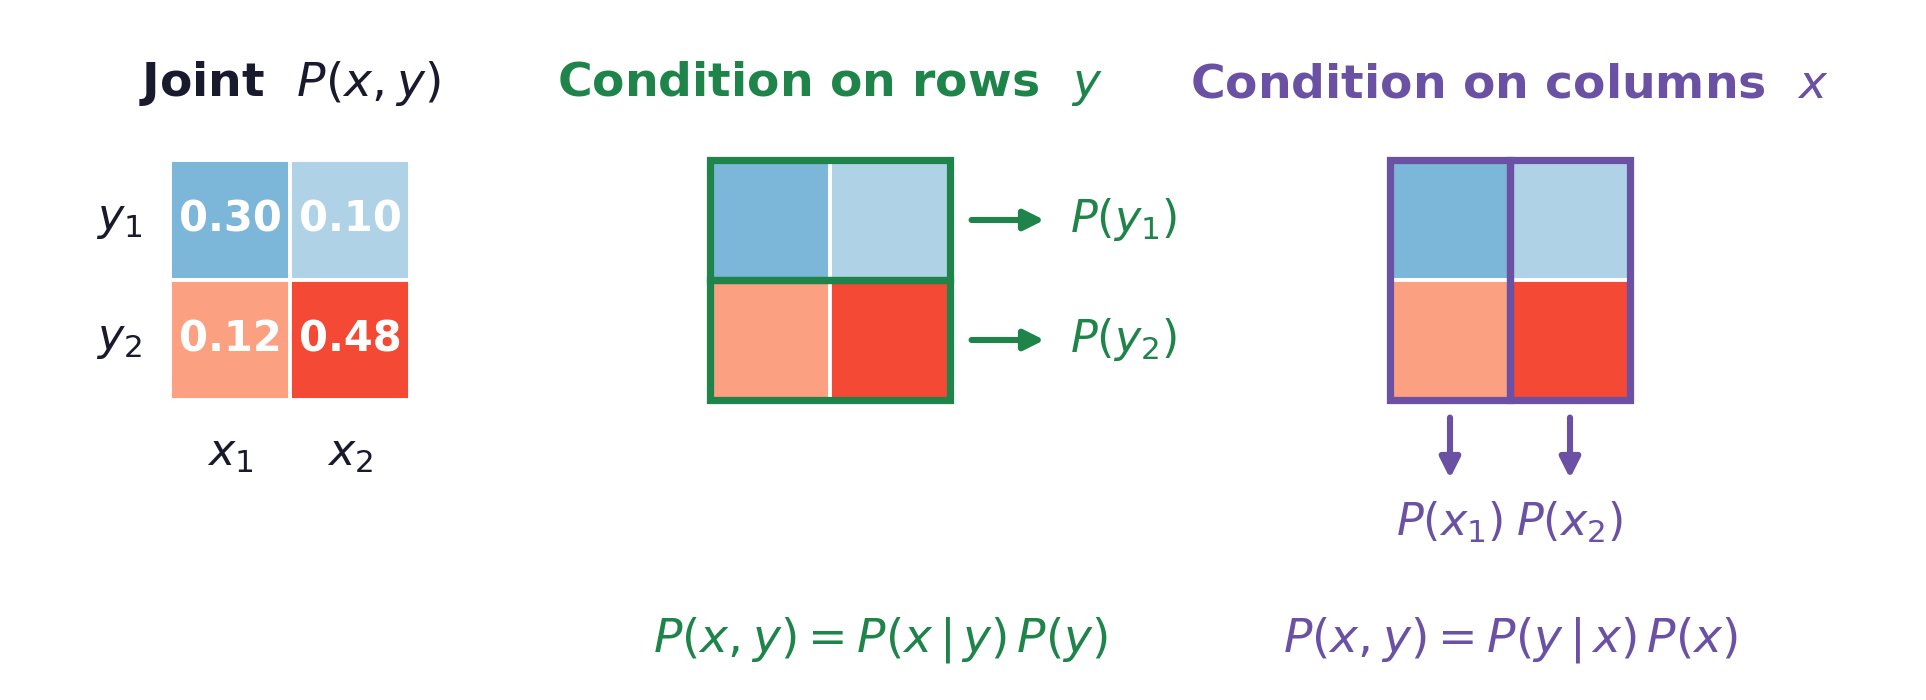 Joint P(x, y)
Condition on rows y
Condition on columns x
y₁ 0.30 0.10
y₂ 0.12 0.48
x₁ x₂
P(y₁)
P(y₂)
P(x₁) P(x₂)
P(x, y) = P(x | y) P(y)
P(x, y) = P(y | x) P(x)